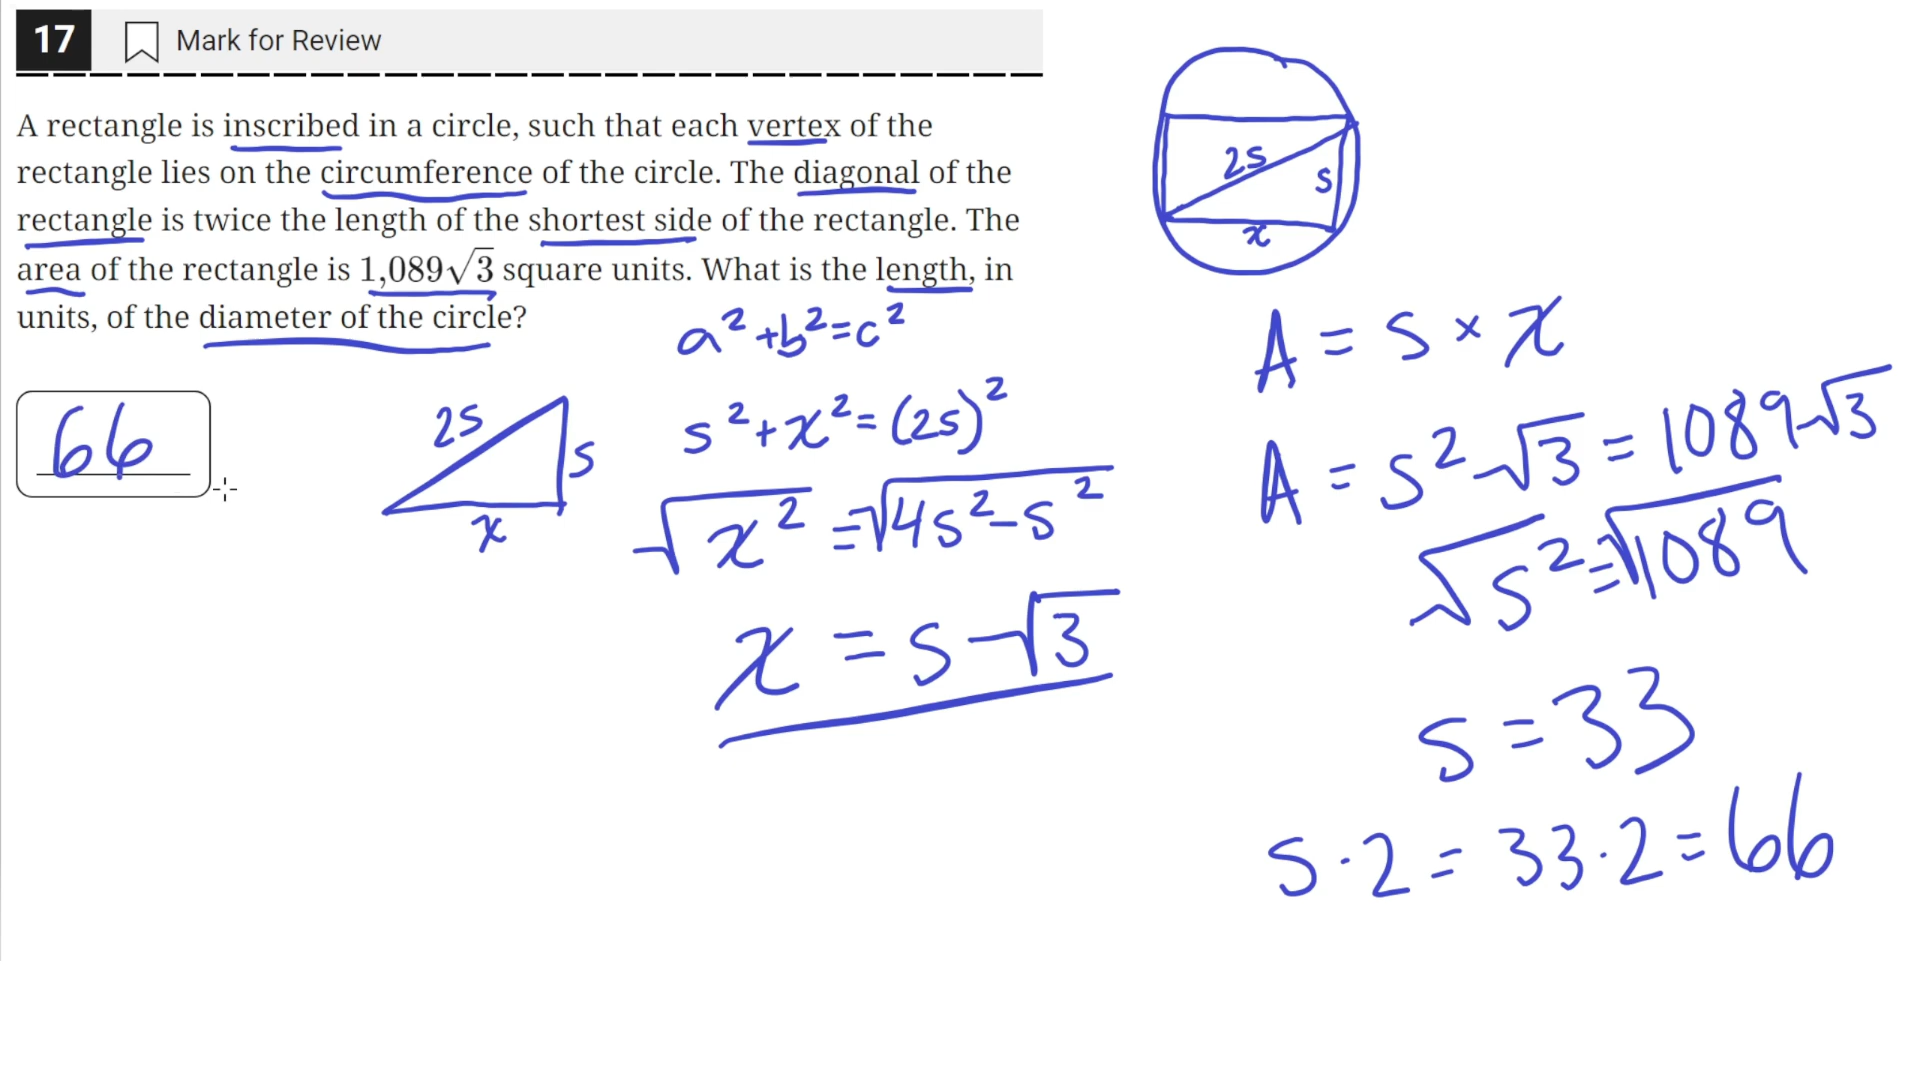 17 Mark for Review
A rectangle is inscribed in a circle, such that each vertex of the
rectangle lies on the circumference of the circle. The diagonal of the
rectangle is twice the length of the shortest side of the rectangle. The
area of the rectangle is 1,089√3 square units. What is the length, in
units, of the diameter of the circle?
66
2s
s
x
a²+b²=c²
s²+x²=(2s)²
√x² =√4s²-s²
x = s√3
2s
s
x
A = s × x
A = s²√3 = 1089√3
√s²=√1089
s = 33
s·2 = 33·2 = 66